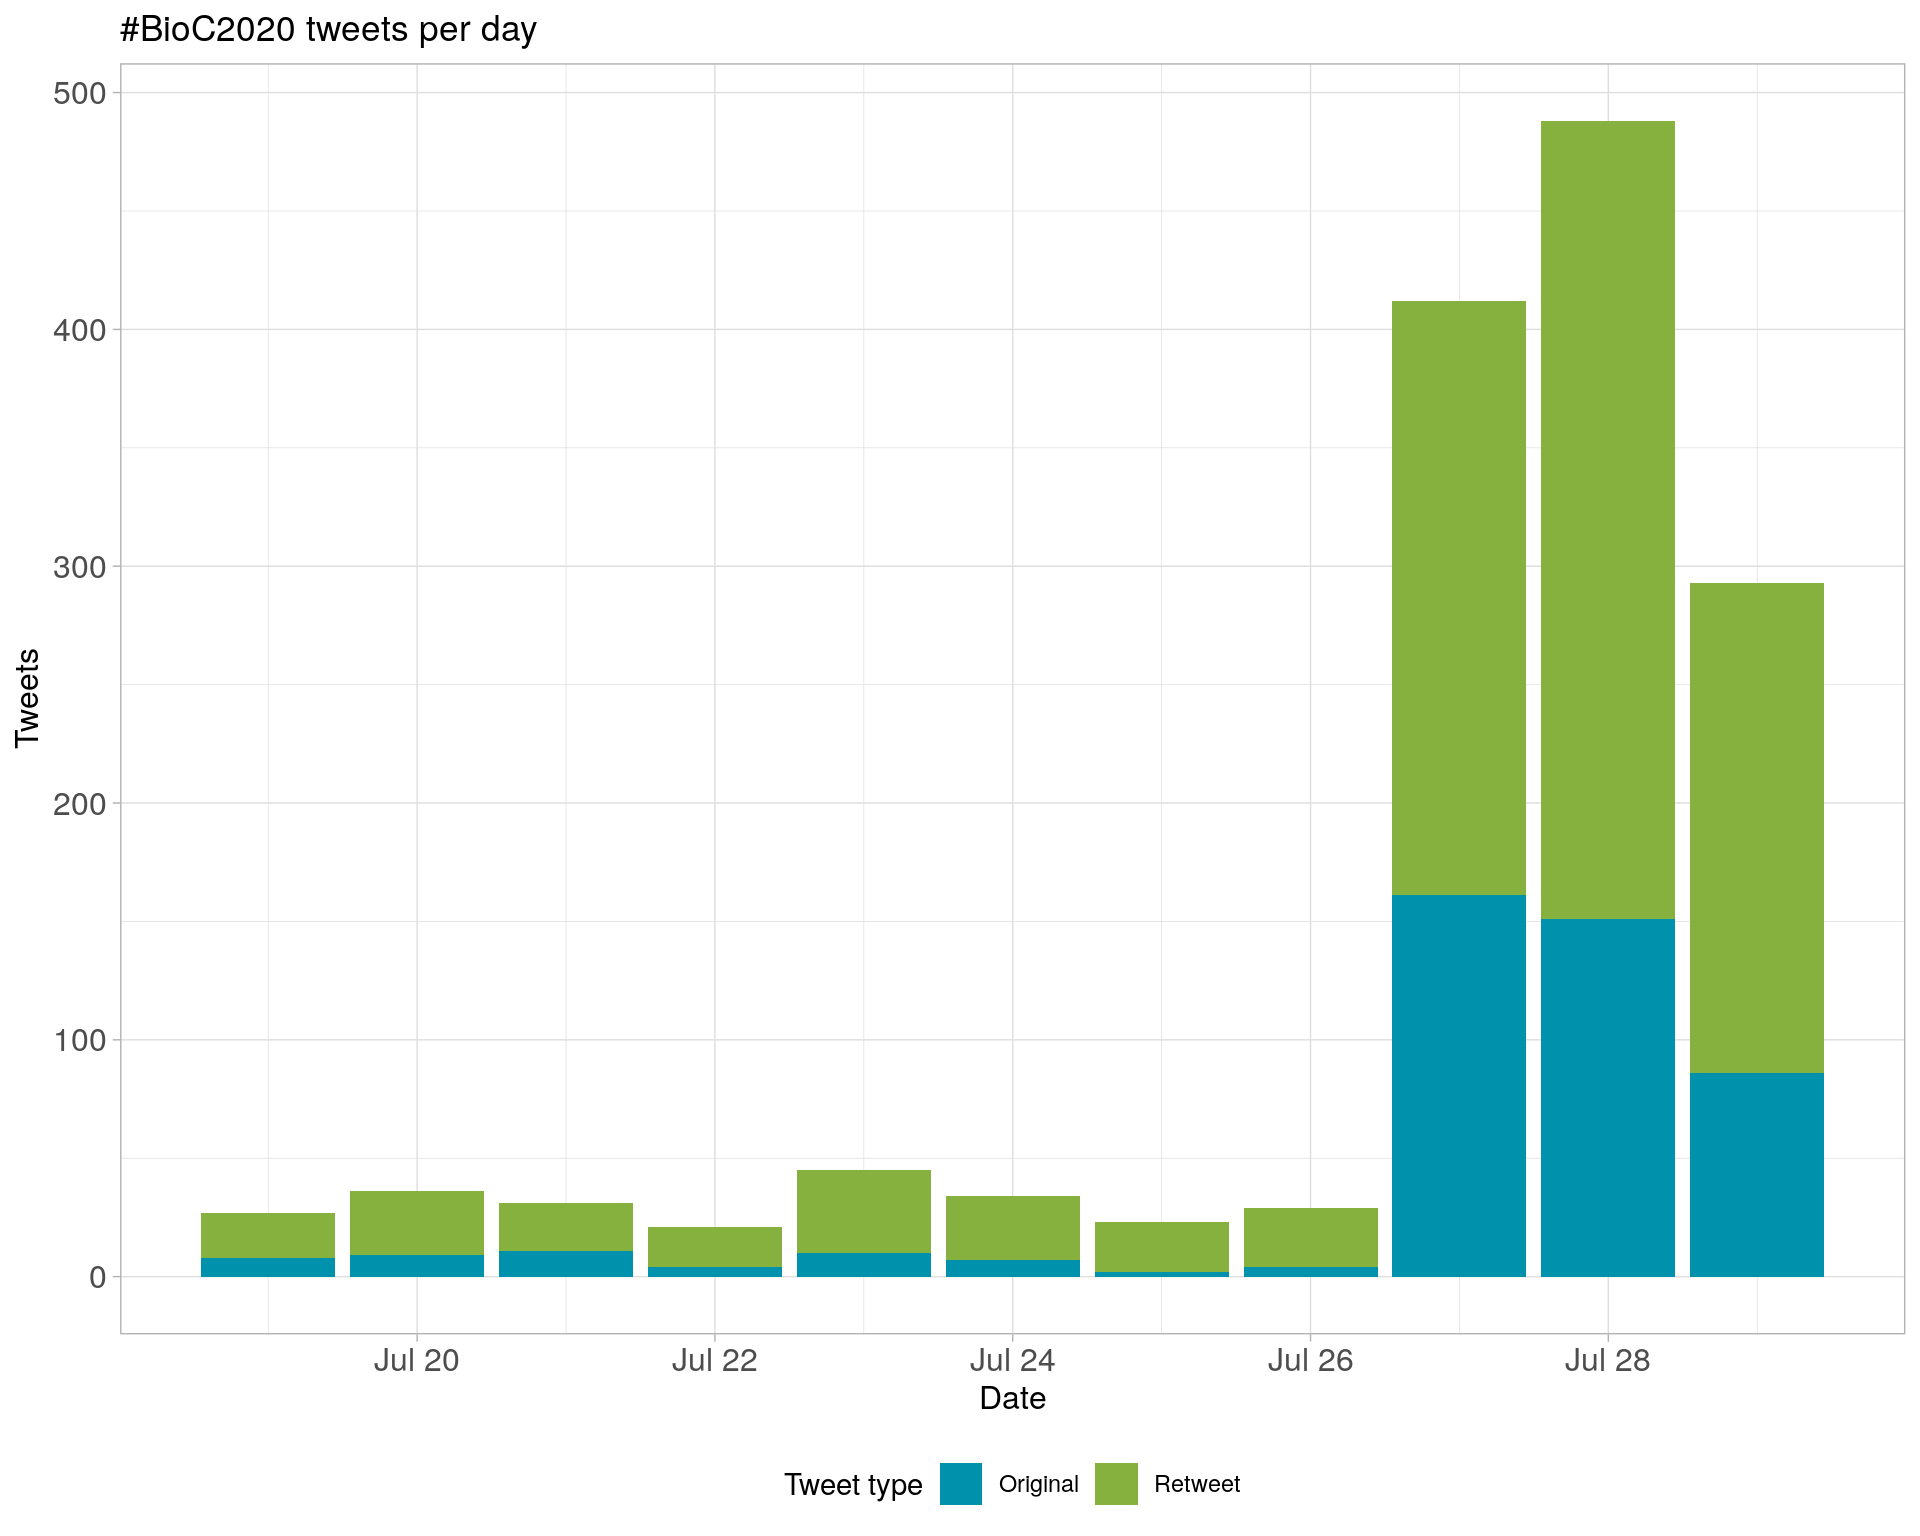 #BioC2020 tweets per day
500
400
300
200
100
0
Tweets
Jul 20 Jul 22 Jul 24 Jul 26 Jul 28
Date
Tweet type Original Retweet